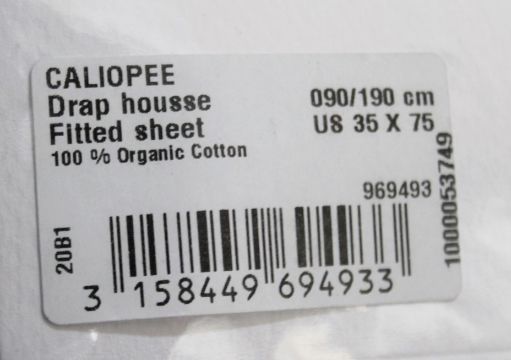 CALIOPEE
Drap housse
Fitted sheet
100 % Organic Cotton
090/190 cm
US 35 X 75
969493
20B1
3 158449 694933
1000053749